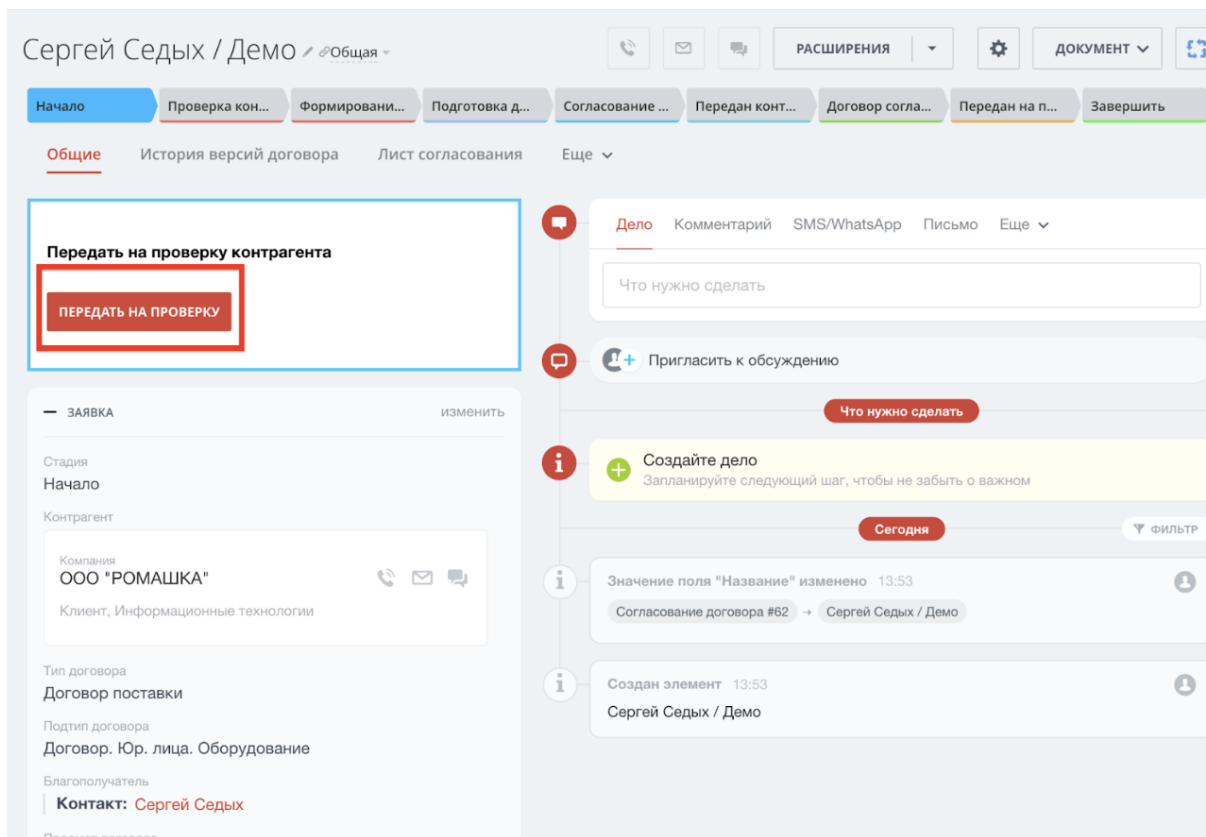 Сергей Седых / Демо Общая
РАСШИРЕНИЯ
ДОКУМЕНТ
Начало
Проверка кон...
Формировани...
Подготовка д...
Согласование ...
Передан конт...
Договор согла...
Передан на п...
Завершить
Общие
История версий договора
Лист согласования
Еще
Передать на проверку контрагента
ПЕРЕДАТЬ НА ПРОВЕРКУ
ЗАЯВКА
изменить
Стадия
Начало
Контрагент
Компания
ООО "РОМАШКА"
Клиент, Информационные технологии
Тип договора
Договор поставки
Подтип договора
Договор. Юр. лица. Оборудование
Благополучатель
Контакт: Сергей Седых
Дело
Комментарий
SMS/WhatsApp
Письмо
Еще
Что нужно сделать
Пригласить к обсуждению
Что нужно сделать
Создайте дело
Запланируйте следующий шаг, чтобы не забыть о важном
Сегодня
ФИЛЬТР
Значение поля "Название" изменено 13:53
Согласование договора #62 → Сергей Седых / Демо
Создан элемент 13:53
Сергей Седых / Демо